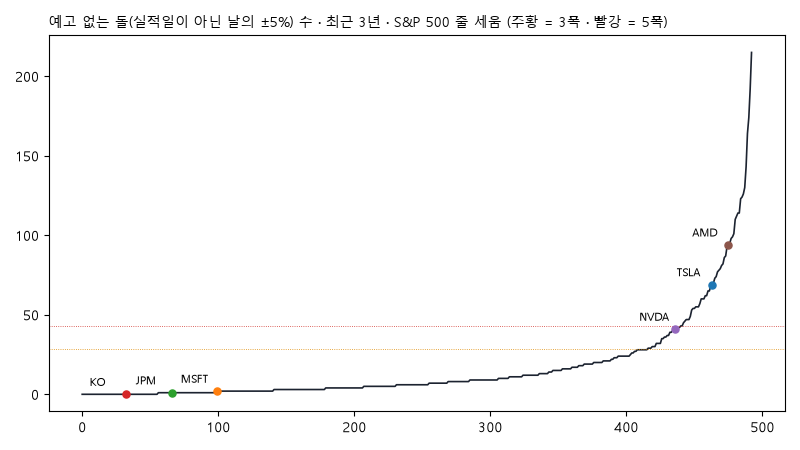 예고 없는 돌(실적일이 아닌 날의 ±5%) 수 · 최근 3년 · S&P 500 줄 세움 (주황 = 3쪽 · 빨강 = 5쪽)
200
150
AMD
100
TSLA
50
NVDA
KO
JPM
MSFT
0
0
100
200
300
400
500